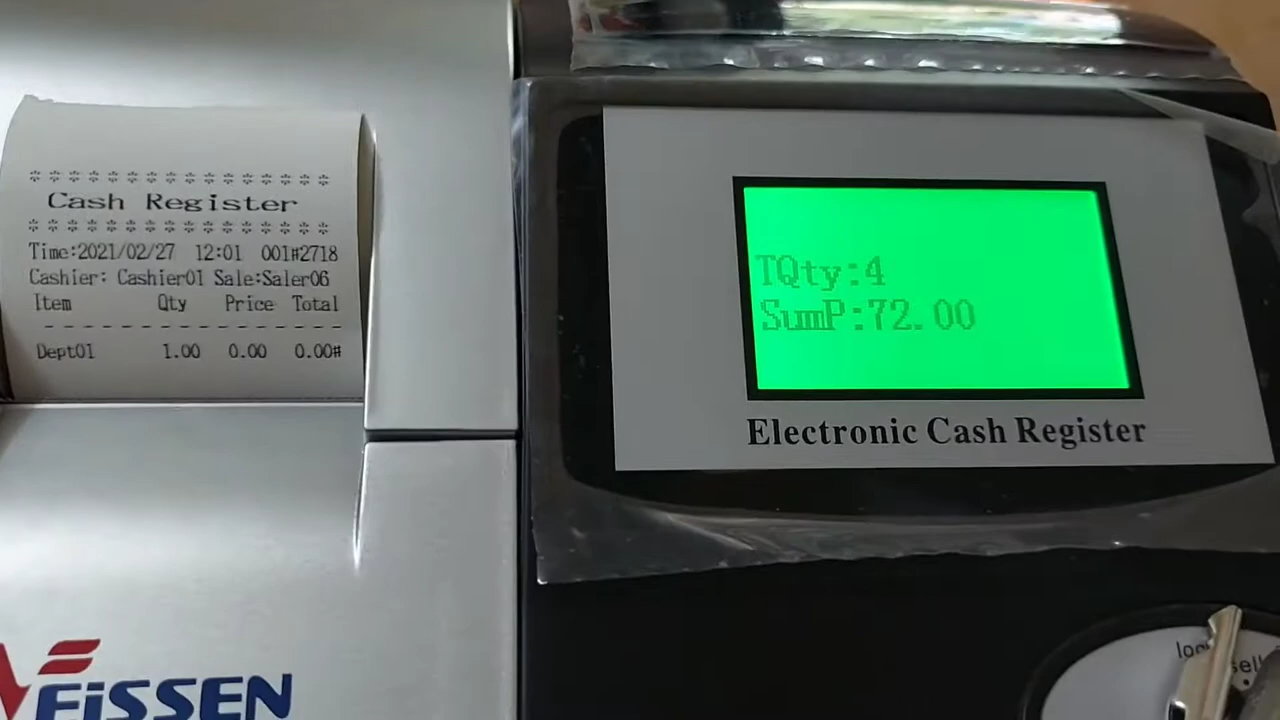 * * * * * * * * * * * * * * *
Cash Register
* * * * * * * * * * * * * * *
Time:2021/02/27 12:01 001#2718
Cashier: Cashier01 Sale:Saler06
Item Qty Price Total
- - - - - - - - - - - - - - - - - - - -
Dept01 1.00 0.00 0.00#
TQty:4
SumP:72.00
Electronic Cash Register
EiSSEN
sell